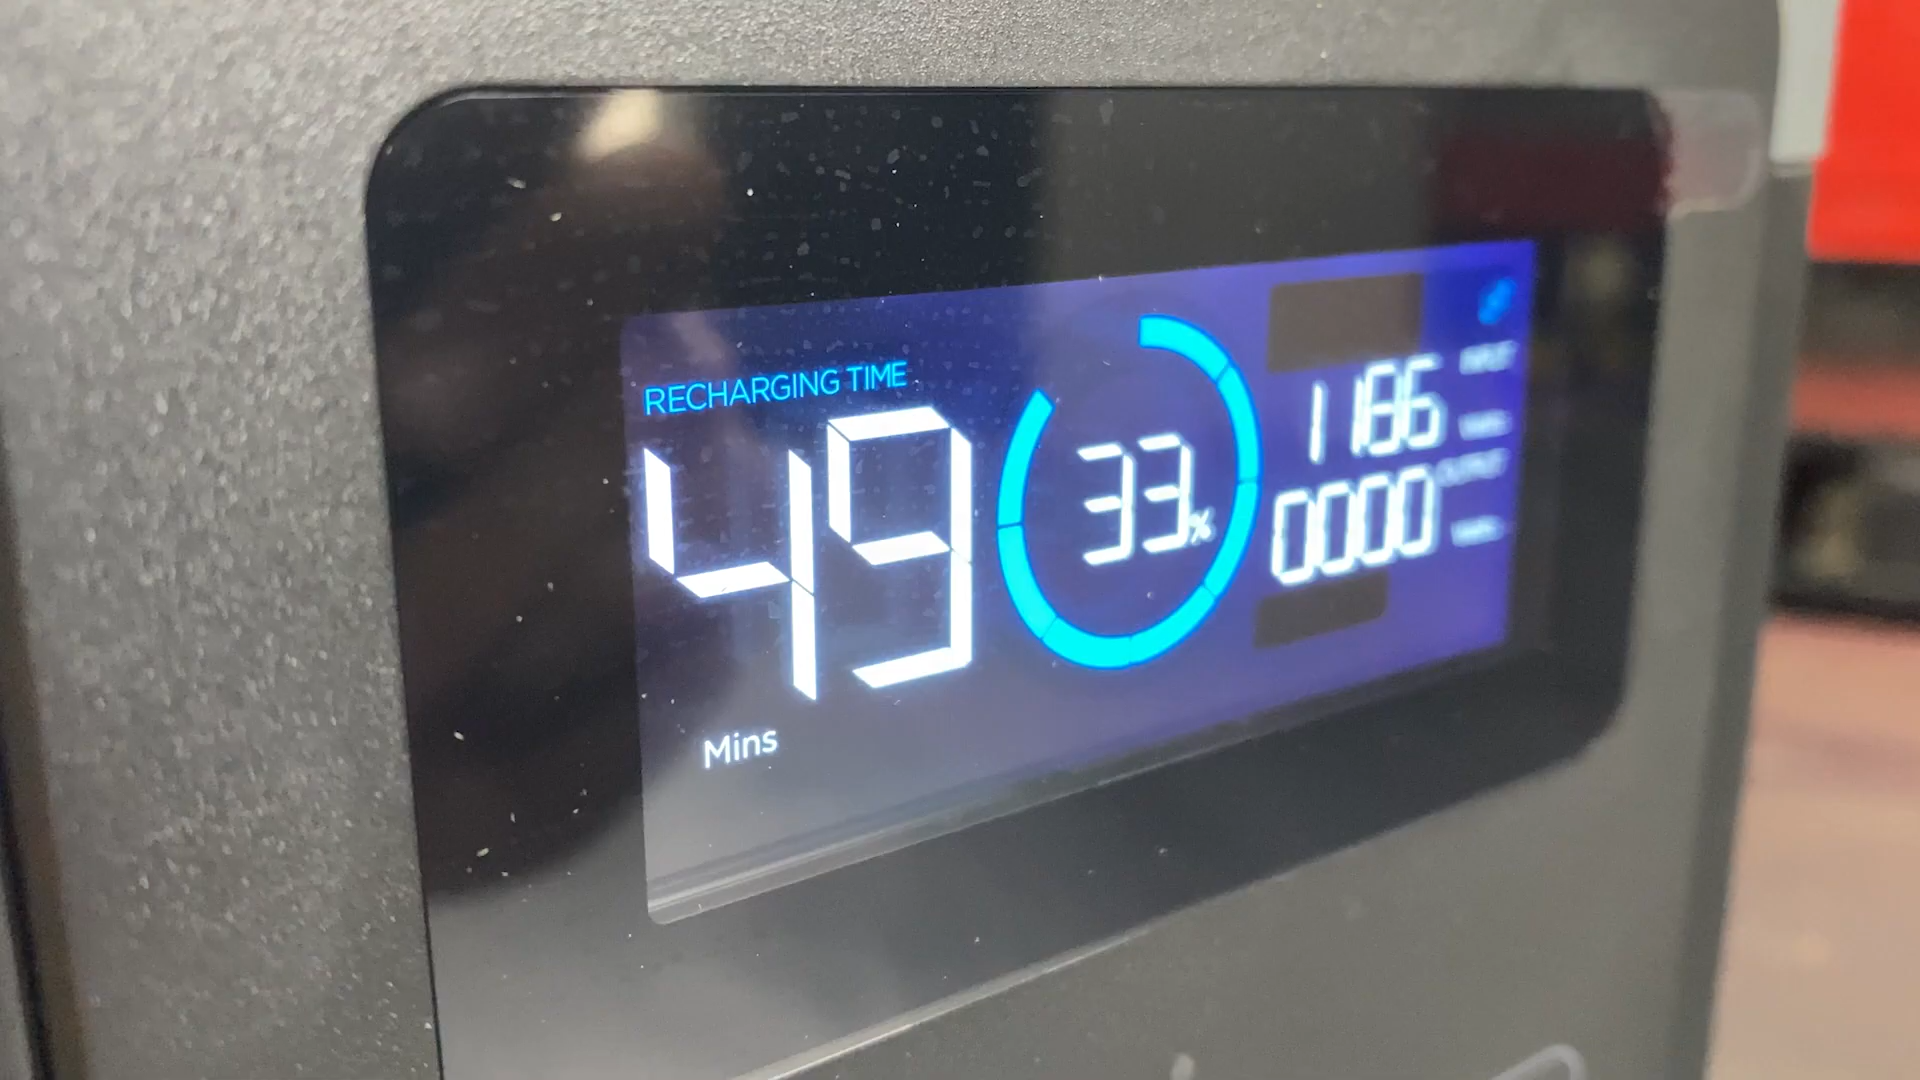 RECHARGING TIME
49
Mins
33%
1186
INPUT
0000
OUTPUT